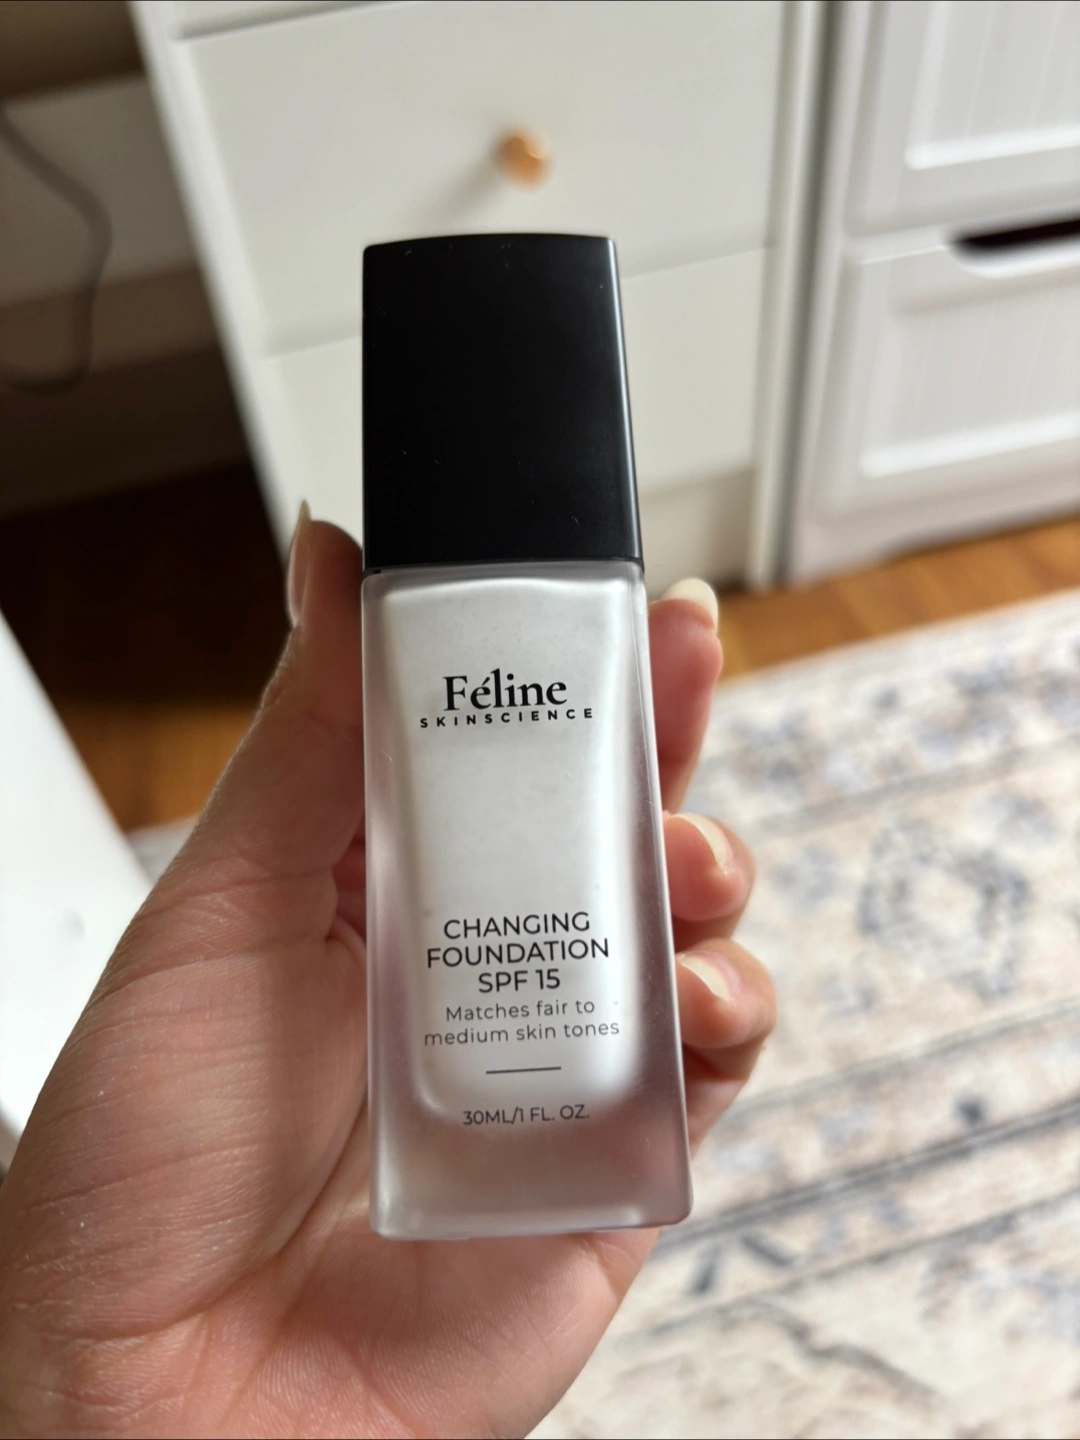 Féline
SKINSCIENCE
CHANGING
FOUNDATION
SPF 15
Matches fair to
medium skin tones
30ML/1 FL. OZ.